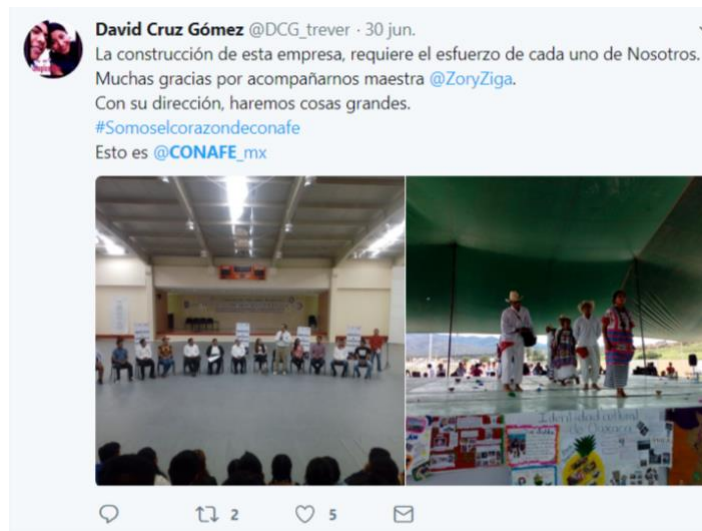 David Cruz Gómez @DCG_trever · 30 jun.
La construcción de esta empresa, requiere el esfuerzo de cada uno de Nosotros.
Muchas gracias por acompañarnos maestra @ZoryZiga.
Con su dirección, haremos cosas grandes.
#Somoselcorazondeconafe
Esto es @CONAFE_mx
Identidad cultural
de Oaxaca
2
5